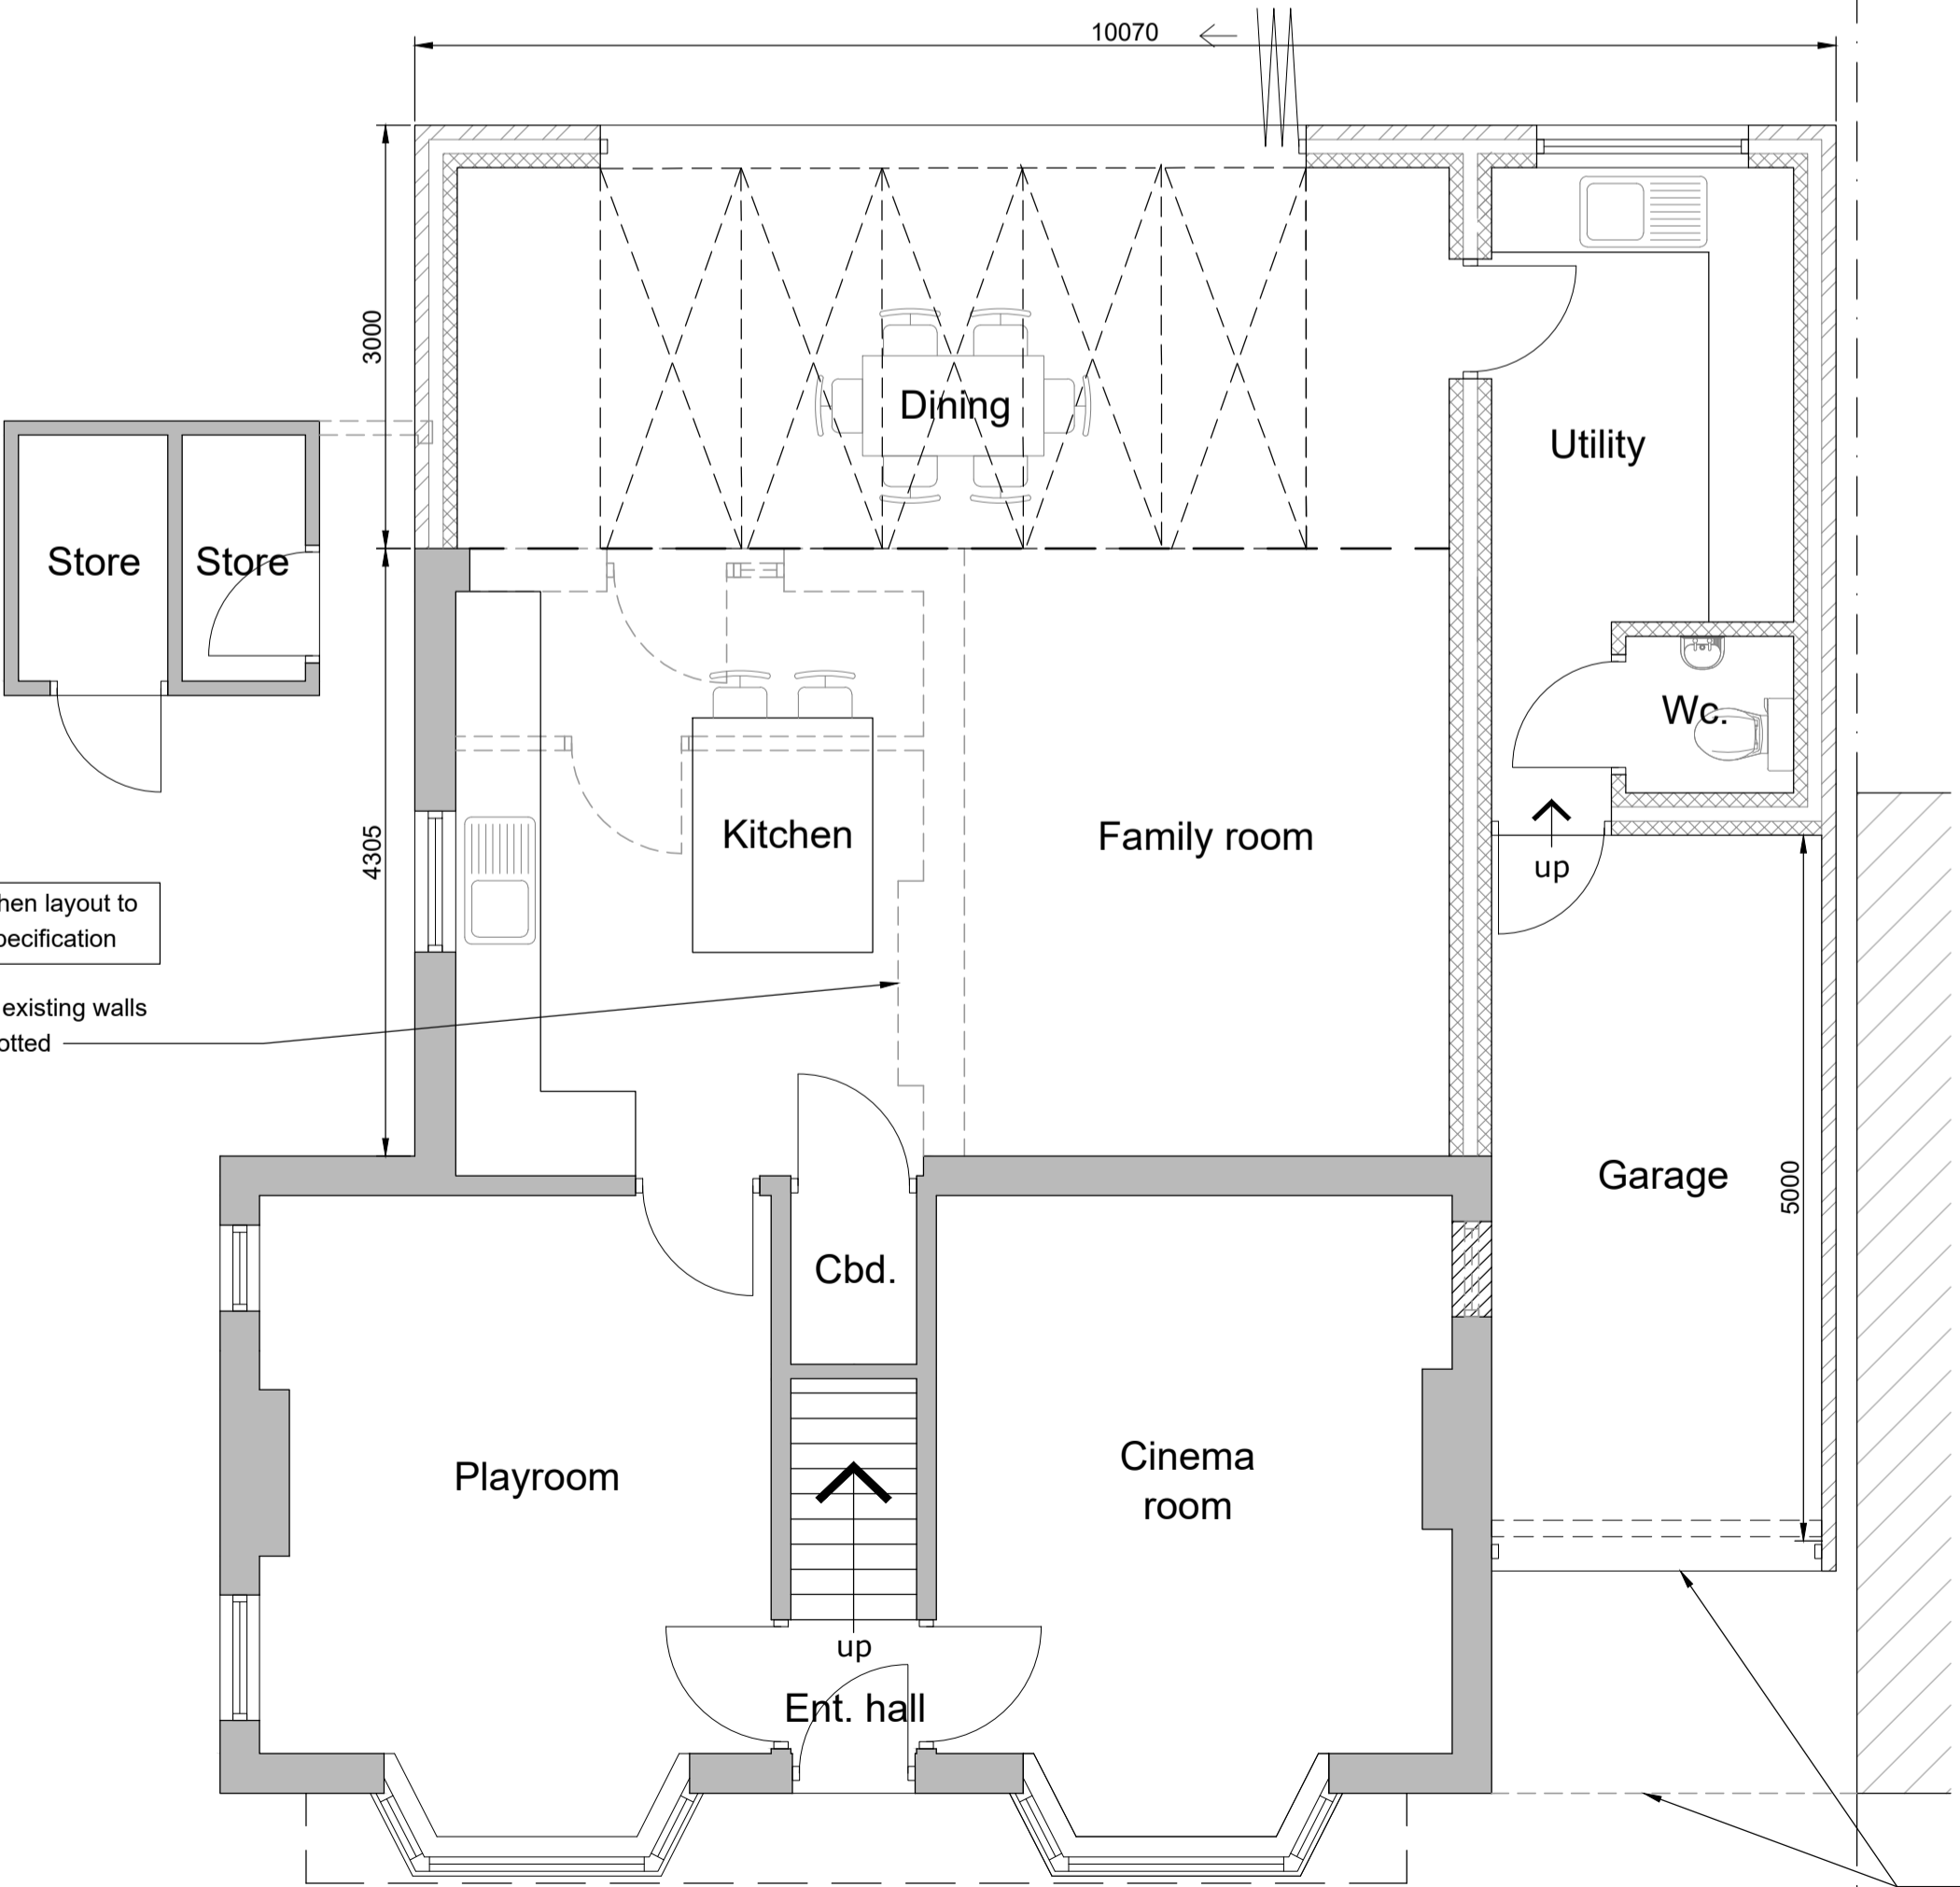 10070
3000
Dining
Utility
Store
Store
Wc.
Kitchen
Family room
4305
up
hen layout to
pecification
existing walls
otted
Garage
5000
Cbd.
Playroom
Cinema
room
up
Ent. hall